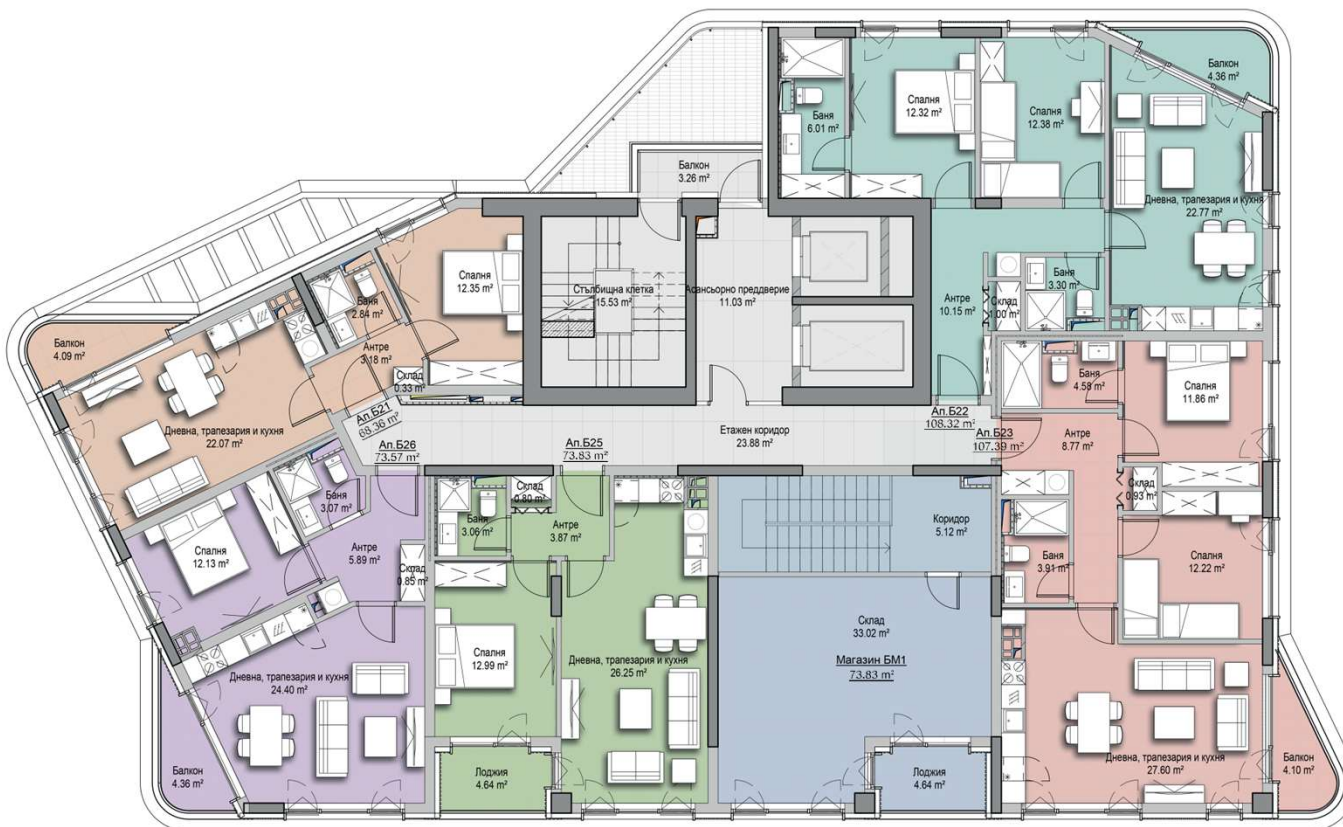 Балкон
4.36 m²
Спалня
12.32 m²
Спалня
12.38 m²
Баня
6.01 m²
Балкон
3.26 m²
Дневна, трапезария и кухня
22.77 m²
Спалня
12.35 m²
Стълбищна клетка
15.53 m²
Асансьорно преддверие
11.03 m²
Баня
3.30 m²
Антре
10.15 m²
Склад
1.00 m²
Баня
2.84 m²
Балкон
4.09 m²
Антре
3.18 m²
Склад
0.33 m²
Баня
4.58 m²
Спалня
11.86 m²
Ап.Б21
68.36 m²
Ап.Б22
108.32 m²
Дневна, трапезария и кухня
22.07 m²
Ап.Б26
73.57 m²
Ап.Б25
73.83 m²
Етажен коридор
23.88 m²
Ап.Б23
107.39 m²
Антре
8.77 m²
Баня
3.07 m²
Склад
0.80 m²
Склад
0.93 m²
Баня
3.06 m²
Антре
3.87 m²
Коридор
5.12 m²
Спалня
12.13 m²
Антре
5.89 m²
Склад
0.85 m²
Баня
3.91 m²
Спалня
12.22 m²
Склад
33.02 m²
Спалня
12.99 m²
Дневна, трапезария и кухня
26.25 m²
Магазин БМ1
73.83 m²
Дневна, трапезария и кухня
24.40 m²
Дневна, трапезария и кухня
27.60 m²
Балкон
4.36 m²
Лоджия
4.64 m²
Лоджия
4.64 m²
Балкон
4.10 m²